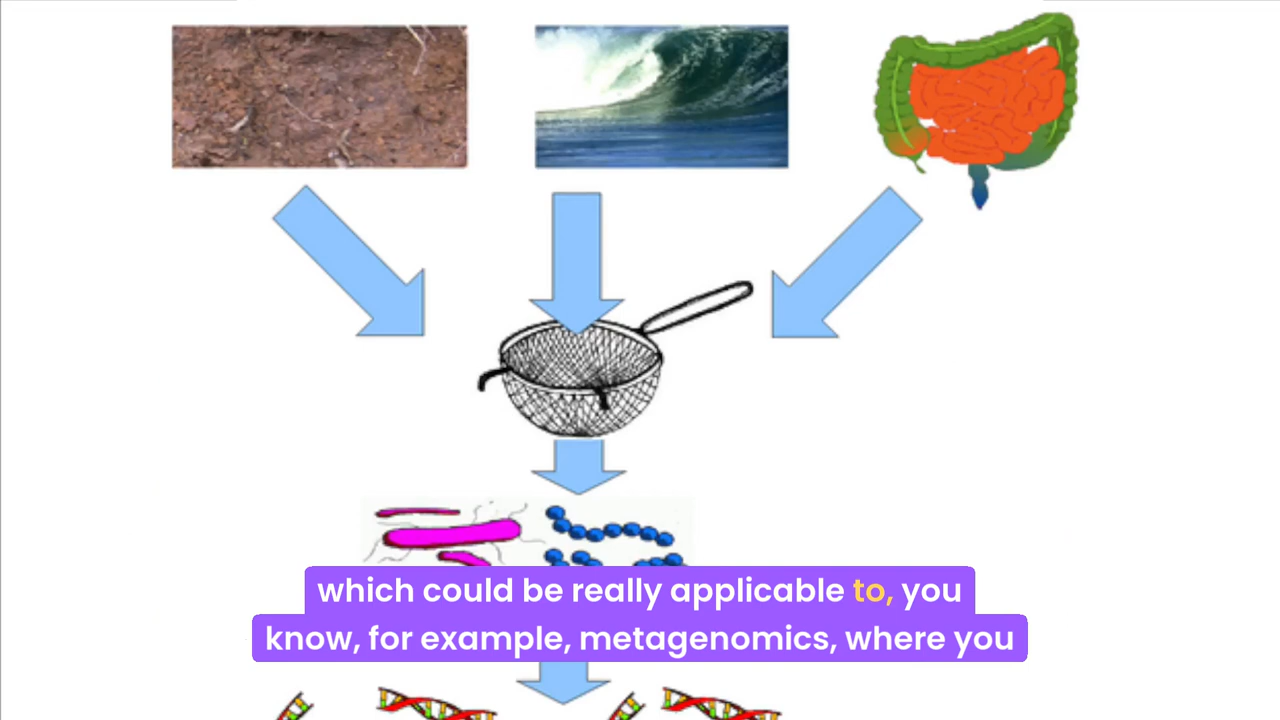 which could be really applicable to, you
know, for example, metagenomics, where you